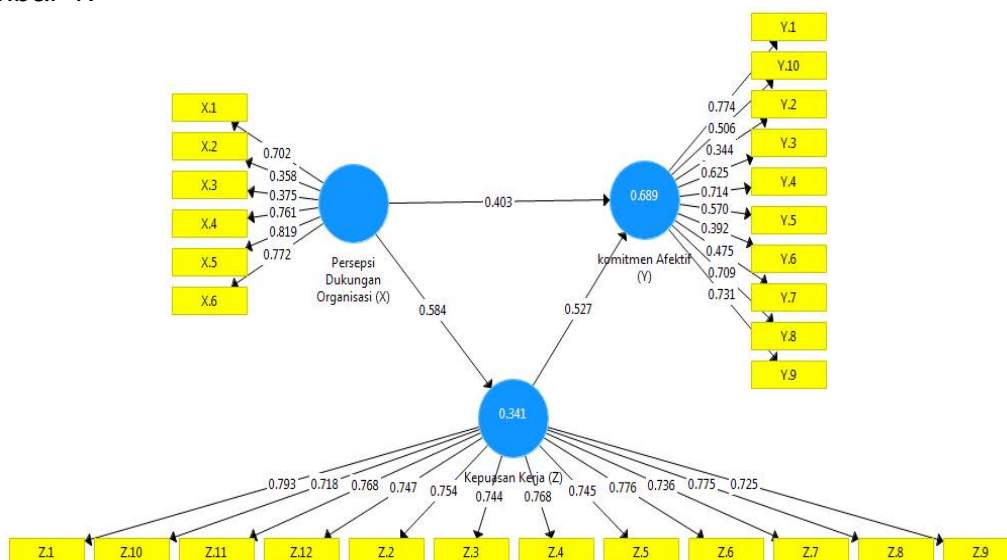 X.1
X.2
X.3
X.4
X.5
X.6
0.702
0.358
0.375
0.761
0.819
0.772
Persepsi
Dukungan
Organisasi (X)
0.403
0.584
0.527
0.689
komitmen Afektif
(Y)
0.774
0.506
0.344
0.625
0.714
0.570
0.392
0.475
0.709
0.731
Y.1
Y.10
Y.2
Y.3
Y.4
Y.5
Y.6
Y.7
Y.8
Y.9
0.341
Kepuasan Kerja (Z)
0.793
0.718
0.768
0.747
0.754
0.744
0.768
0.745
0.776
0.736
0.775
0.725
Z.1
Z.10
Z.11
Z.12
Z.2
Z.3
Z.4
Z.5
Z.6
Z.7
Z.8
Z.9